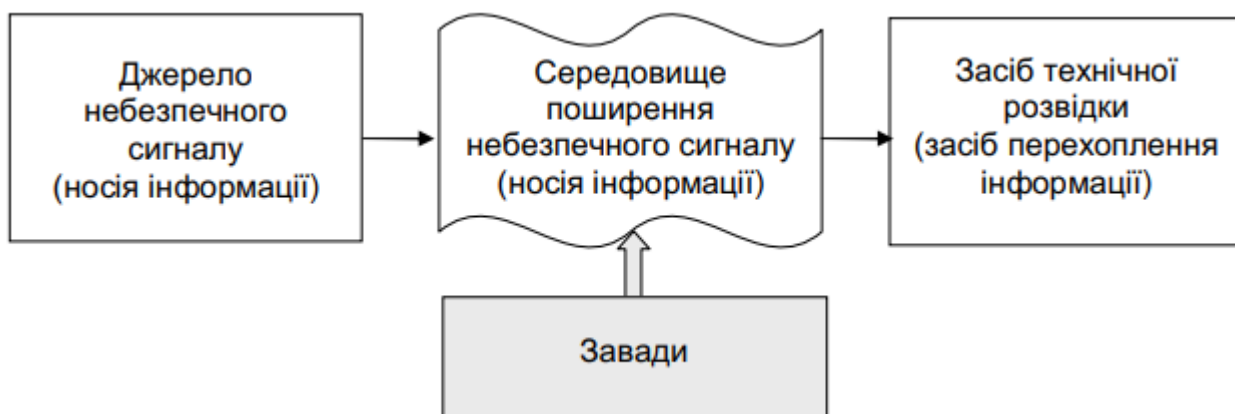 Джерело
небезпечного
сигналу
(носія інформації)
Середовище
поширення
небезпечного сигналу
(носія інформації)
Засіб технічної
розвідки
(засіб перехоплення
інформації)
Завади